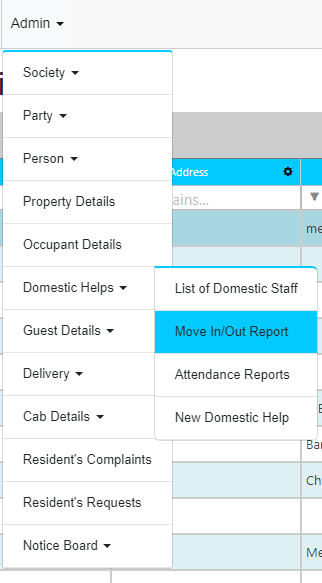 Admin
Society
Party
Person
Address
Property Details
ains...
Occupant Details
me
Domestic Helps
List of Domestic Staff
Guest Details
Move In/Out Report
Delivery
Attendance Reports
Cab Details
New Domestic Help
Resident's Complaints
Bar
Ch
Resident's Requests
Notice Board
Me